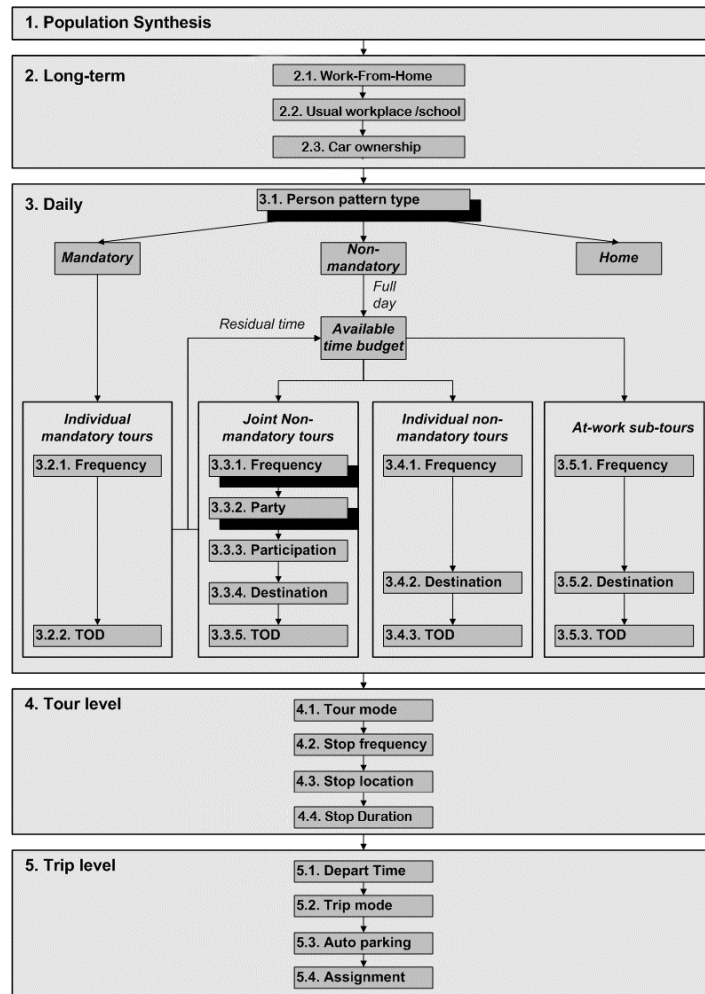 1. Population Synthesis
2. Long-term
2.1. Work-From-Home
2.2. Usual workplace /school
2.3. Car ownership
3. Daily
3.1. Person pattern type
Mandatory
Non-
mandatory
Home
Full
day
Residual time
Available
time budget
Individual
mandatory tours
3.2.1. Frequency
3.2.2. TOD
Joint Non-
mandatory tours
3.3.1. Frequency
3.3.2. Party
3.3.3. Participation
3.3.4. Destination
3.3.5. TOD
Individual non-
mandatory tours
3.4.1. Frequency
3.4.2. Destination
3.4.3. TOD
At-work sub-tours
3.5.1. Frequency
3.5.2. Destination
3.5.3. TOD
4. Tour level
4.1. Tour mode
4.2. Stop frequency
4.3. Stop location
4.4. Stop Duration
5. Trip level
5.1. Depart Time
5.2. Trip mode
5.3. Auto parking
5.4. Assignment